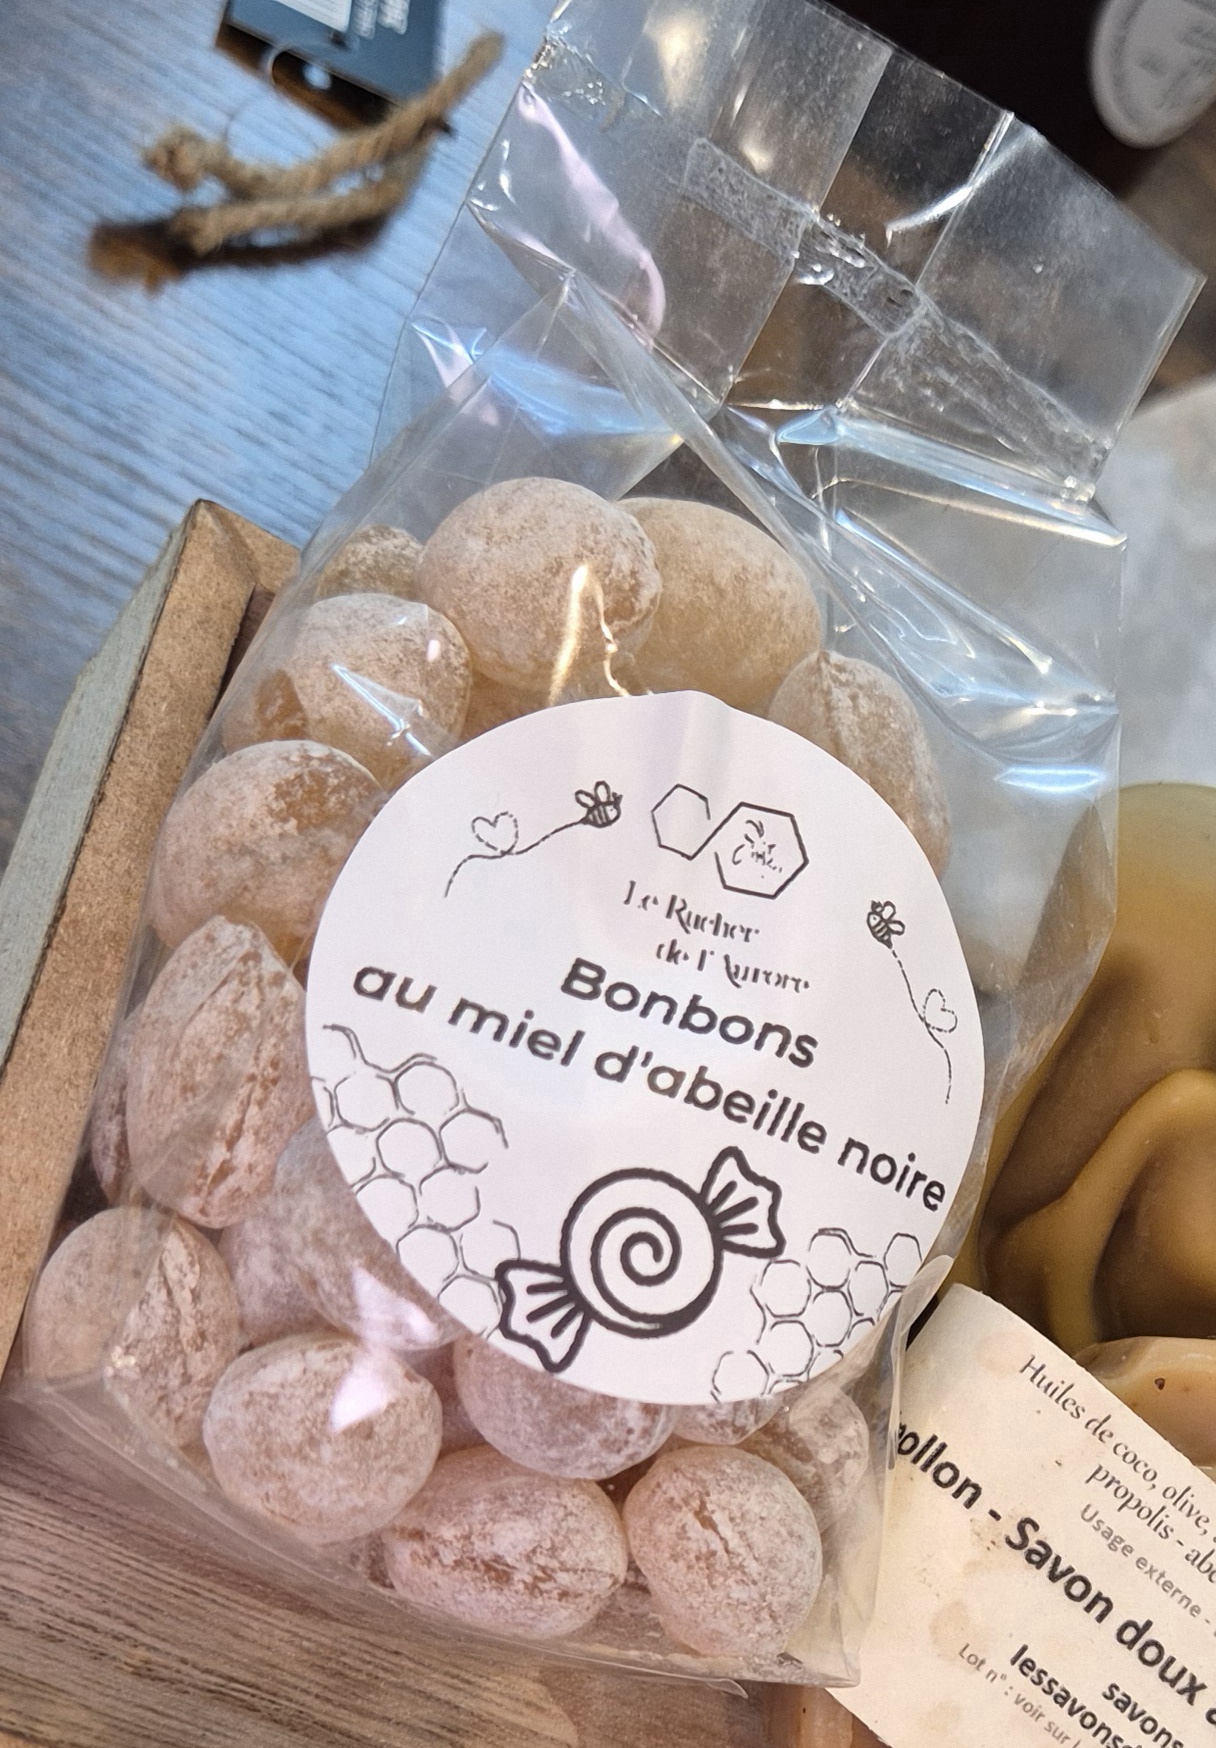 Le Rucher
de l'Aurore
Bonbons
au miel d'abeille noire
Huiles de coco, olive,
propolis -
Usage externe -
ollon - Savon doux
savons
lessavons
Lot n° : voir sur